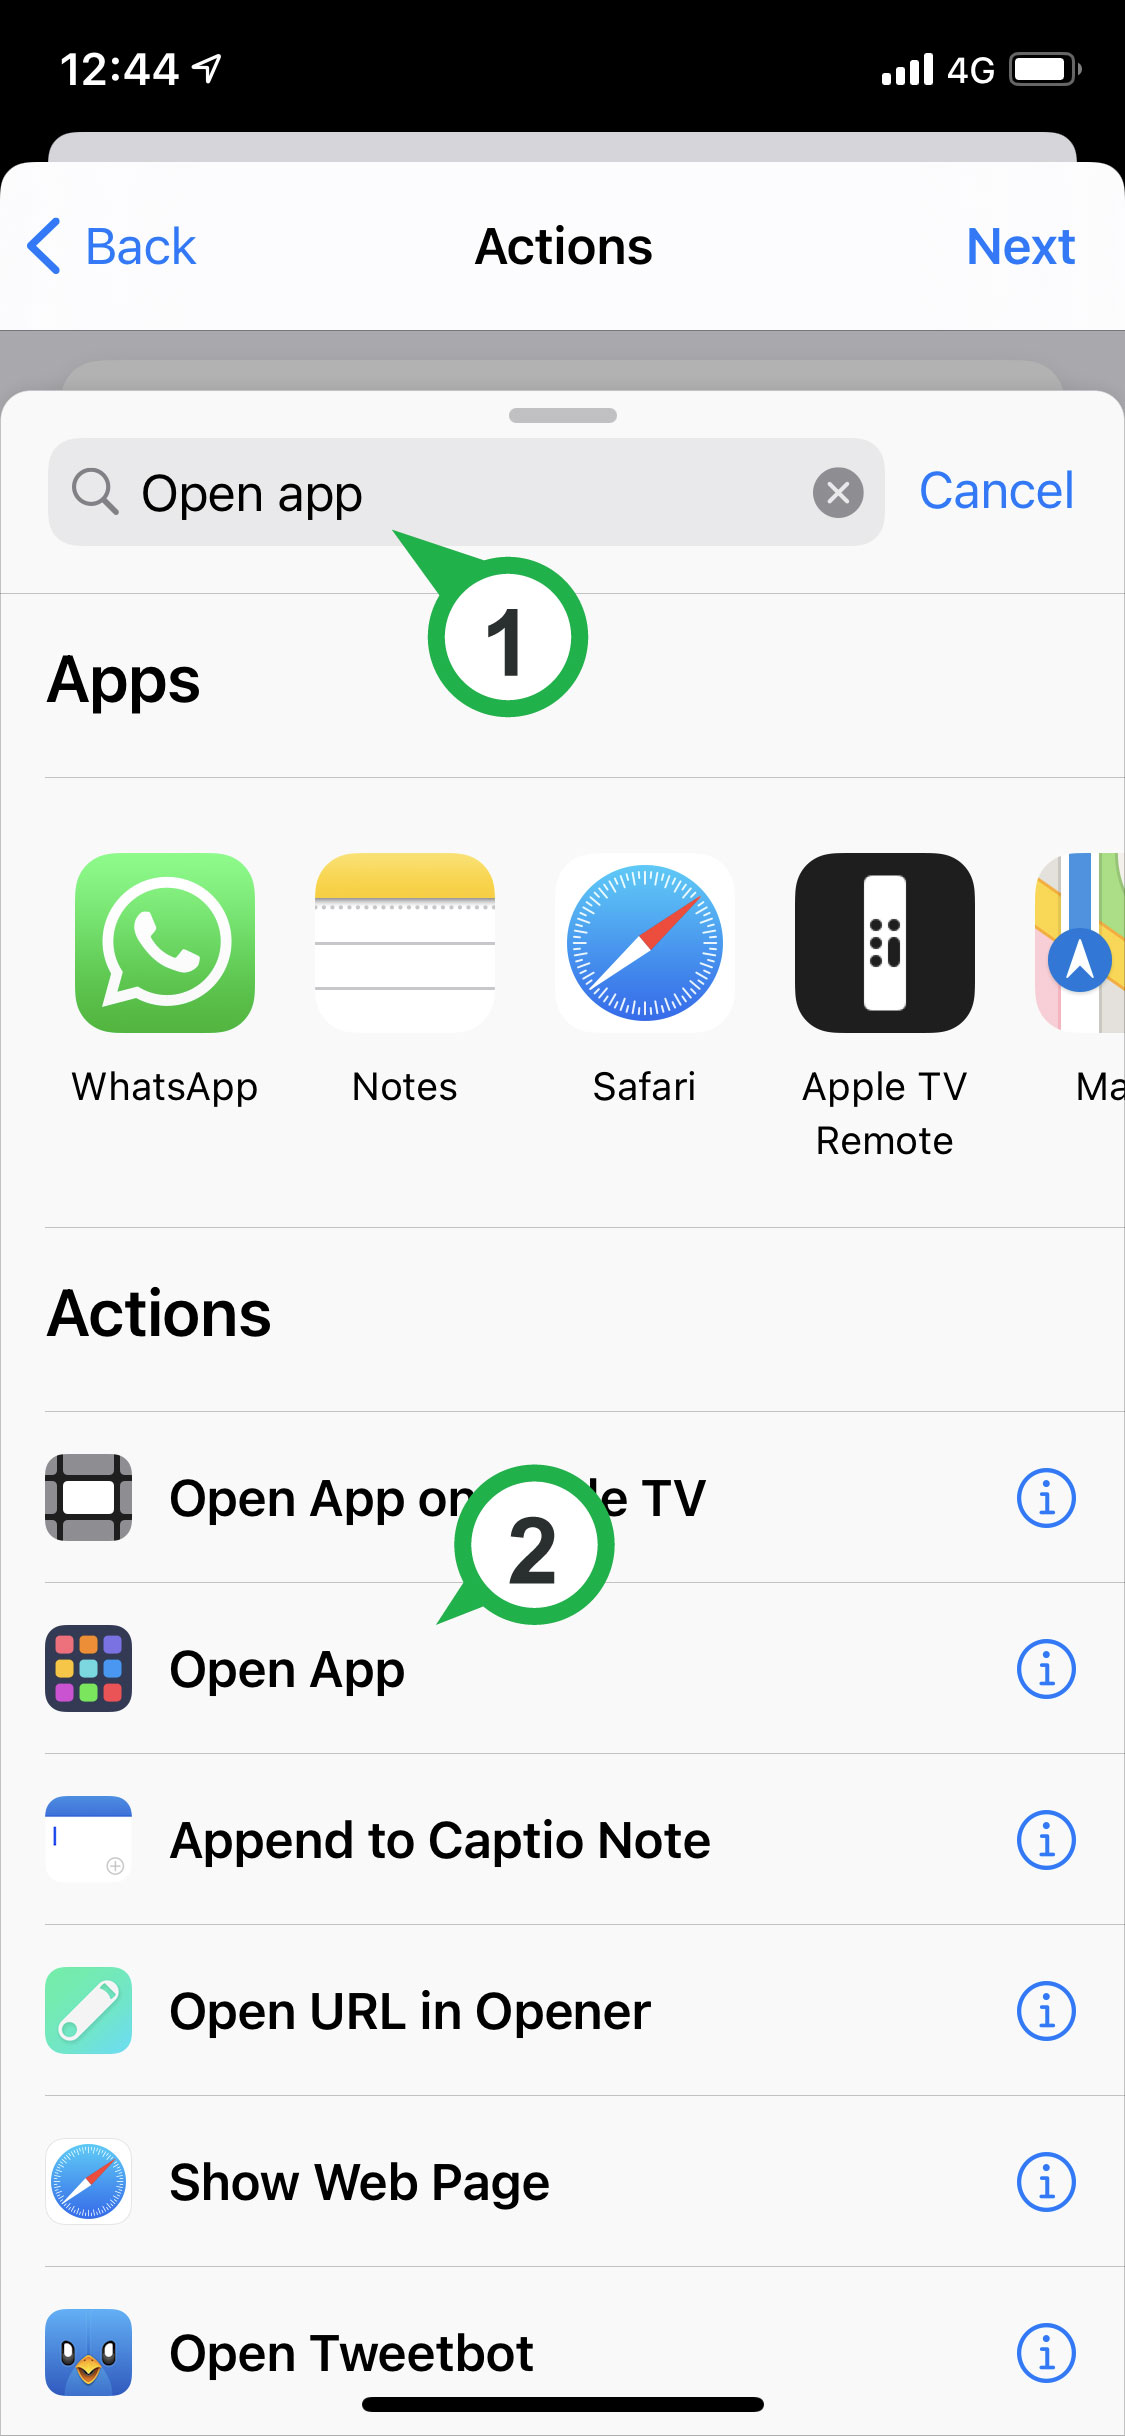 12:44 4G
Back Actions Next
Open app Cancel
1
Apps
WhatsApp Notes Safari Apple TV Remote Ma
Actions
Open App on le TV
2
Open App
Append to Captio Note
Open URL in Opener
Show Web Page
Open Tweetbot